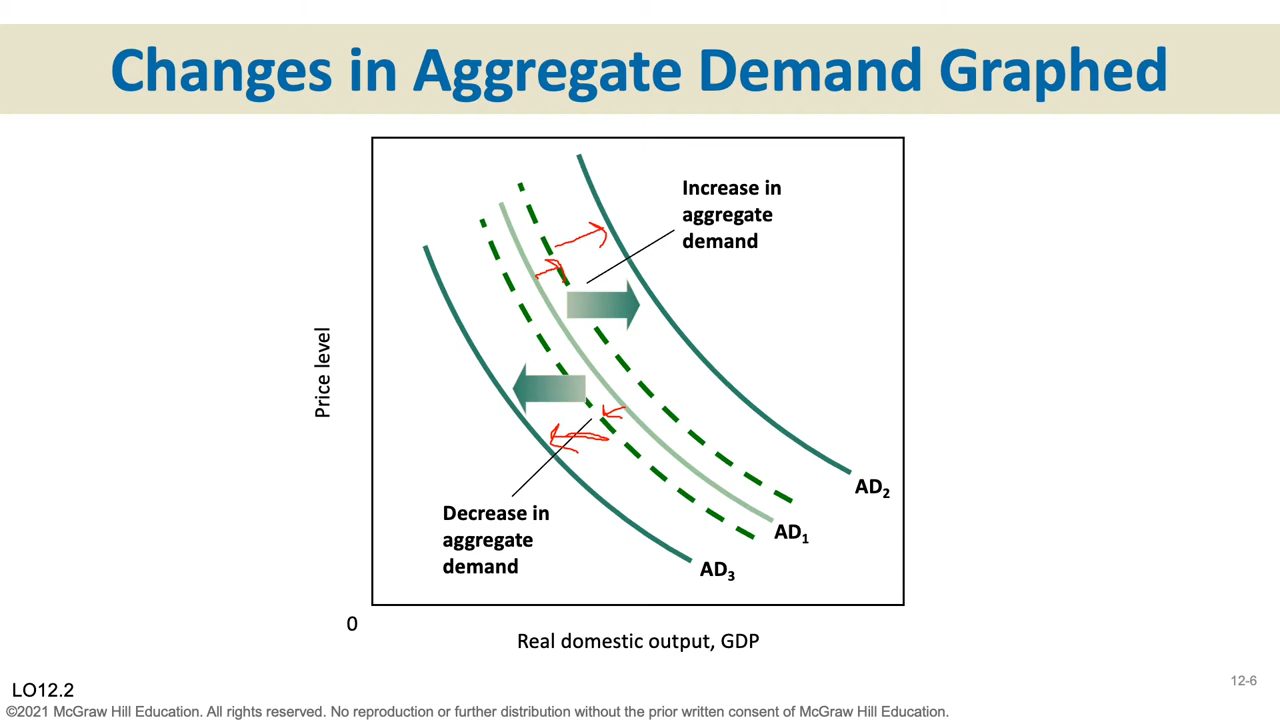 Changes in Aggregate Demand Graphed
Increase in
aggregate
demand
Price level
AD₂
Decrease in
aggregate
demand
AD₁
AD₃
0
Real domestic output, GDP
12-6
LO12.2
©2021 McGraw Hill Education. All rights reserved. No reproduction or further distribution without the prior written consent of McGraw Hill Education.